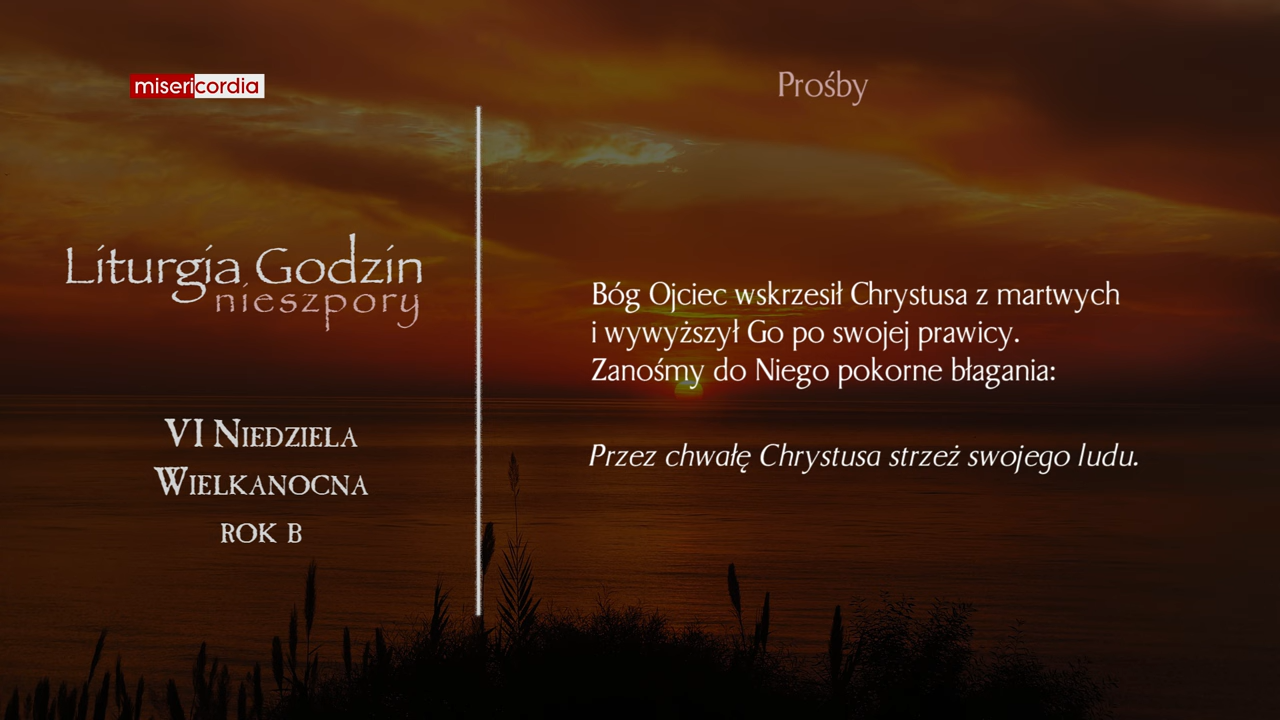 misericordia
Liturgia Godzin
nieszpory
VI Niedziela
Wielkanocna
rok B
Prośby
Bóg Ojciec wskrzesił Chrystusa z martwych
i wywyższył Go po swojej prawicy.
Zanośmy do Niego pokorne błagania:
Przez chwałę Chrystusa strzeż swojego ludu.